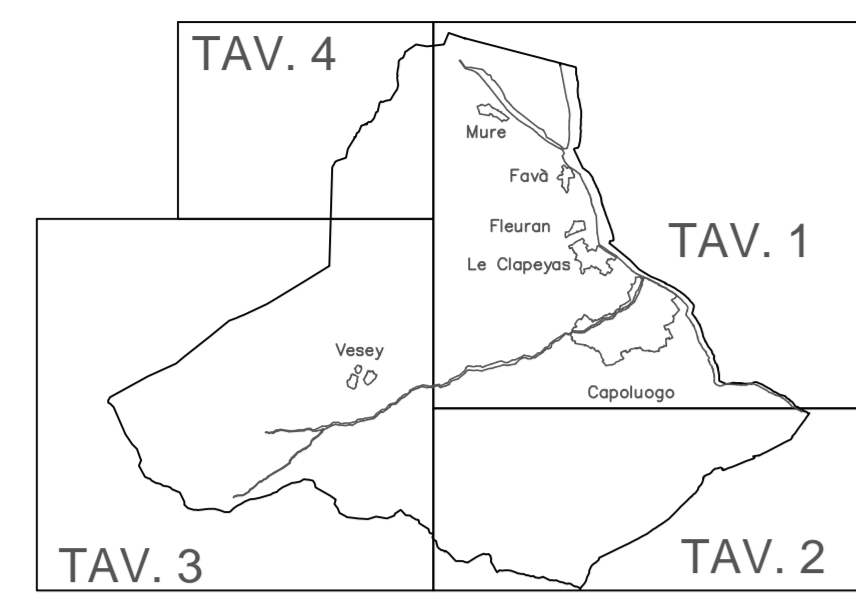 TAV. 4
Mure
Favà
Fleuran
TAV. 1
Le Clapeyas
Vesey
Capoluogo
TAV. 3
TAV. 2